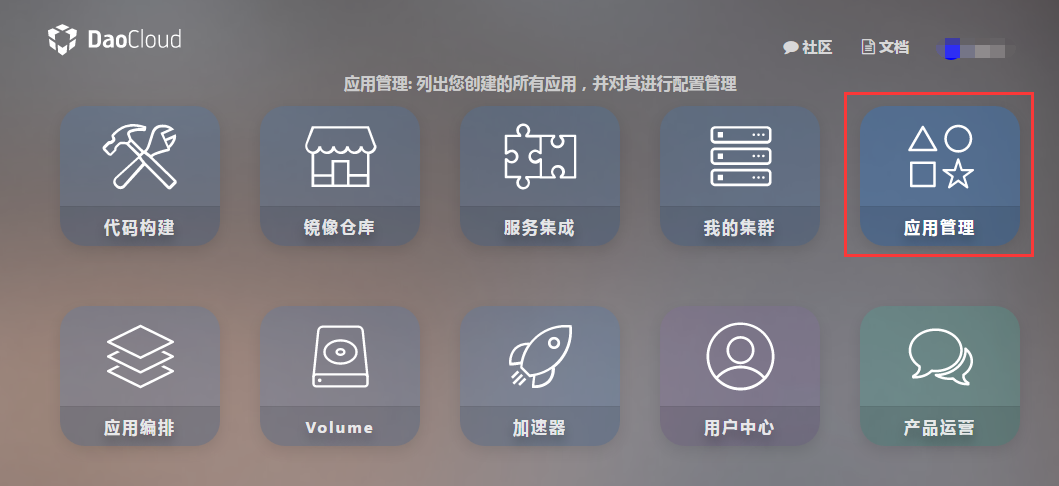 DaoCloud
社区 文档
应用管理: 列出您创建的所有应用，并对其进行配置管理
代码构建 镜像仓库 服务集成 我的集群 应用管理
应用编排 Volume 加速器 用户中心 产品运营